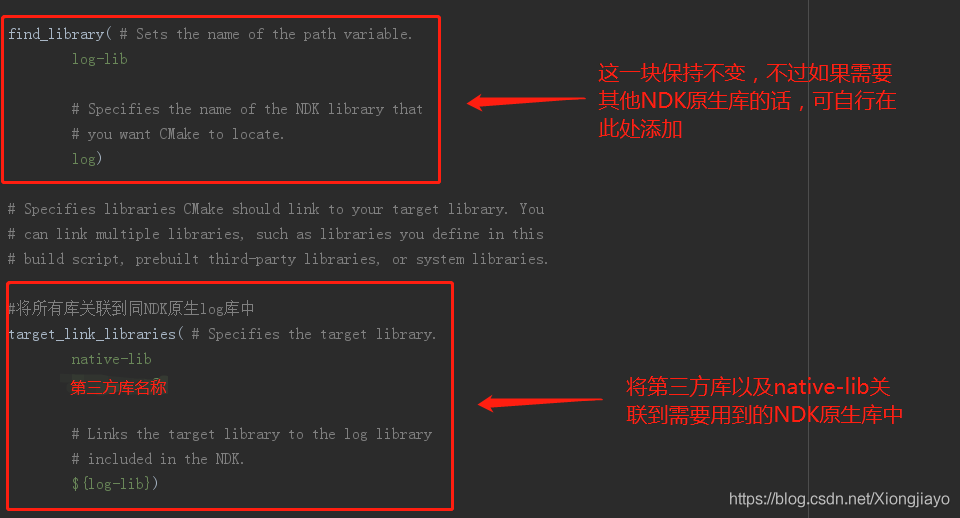 find_library( # Sets the name of the path variable.
log-lib
# Specifies the name of the NDK library that
# you want CMake to locate.
log)
这一块保持不变，不过如果需要
其他NDK原生库的话，可自行在
此处添加
# Specifies libraries CMake should link to your target library. You
# can link multiple libraries, such as libraries you define in this
# build script, prebuilt third-party libraries, or system libraries.
#将所有库关联到同NDK原生log库中
target_link_libraries( # Specifies the target library.
native-lib
第三方库名称
# Links the target library to the log library
# included in the NDK.
${log-lib})
将第三方库以及native-lib关
联到需要用到的NDK原生库中
https://blog.csdn.net/Xiongjiayo